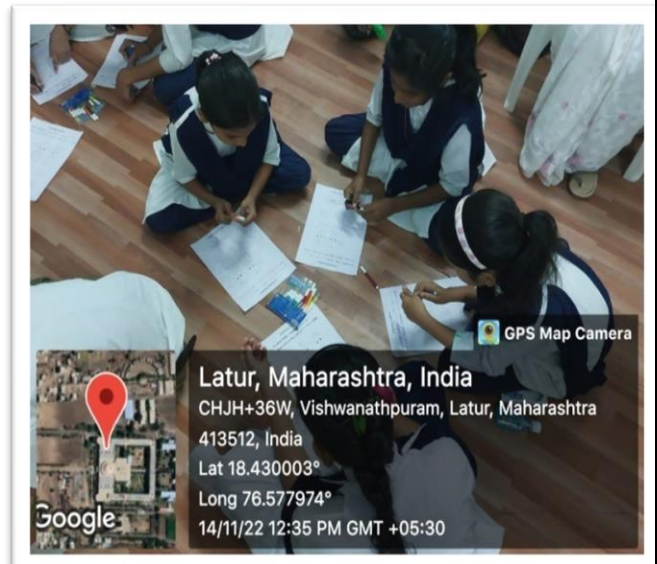 GPS Map Camera
Latur, Maharashtra, India
CHJH+36W, Vishwanathpuram, Latur, Maharashtra
413512, India
Lat 18.430003°
Long 76.577974°
14/11/22 12:35 PM GMT +05:30
Google